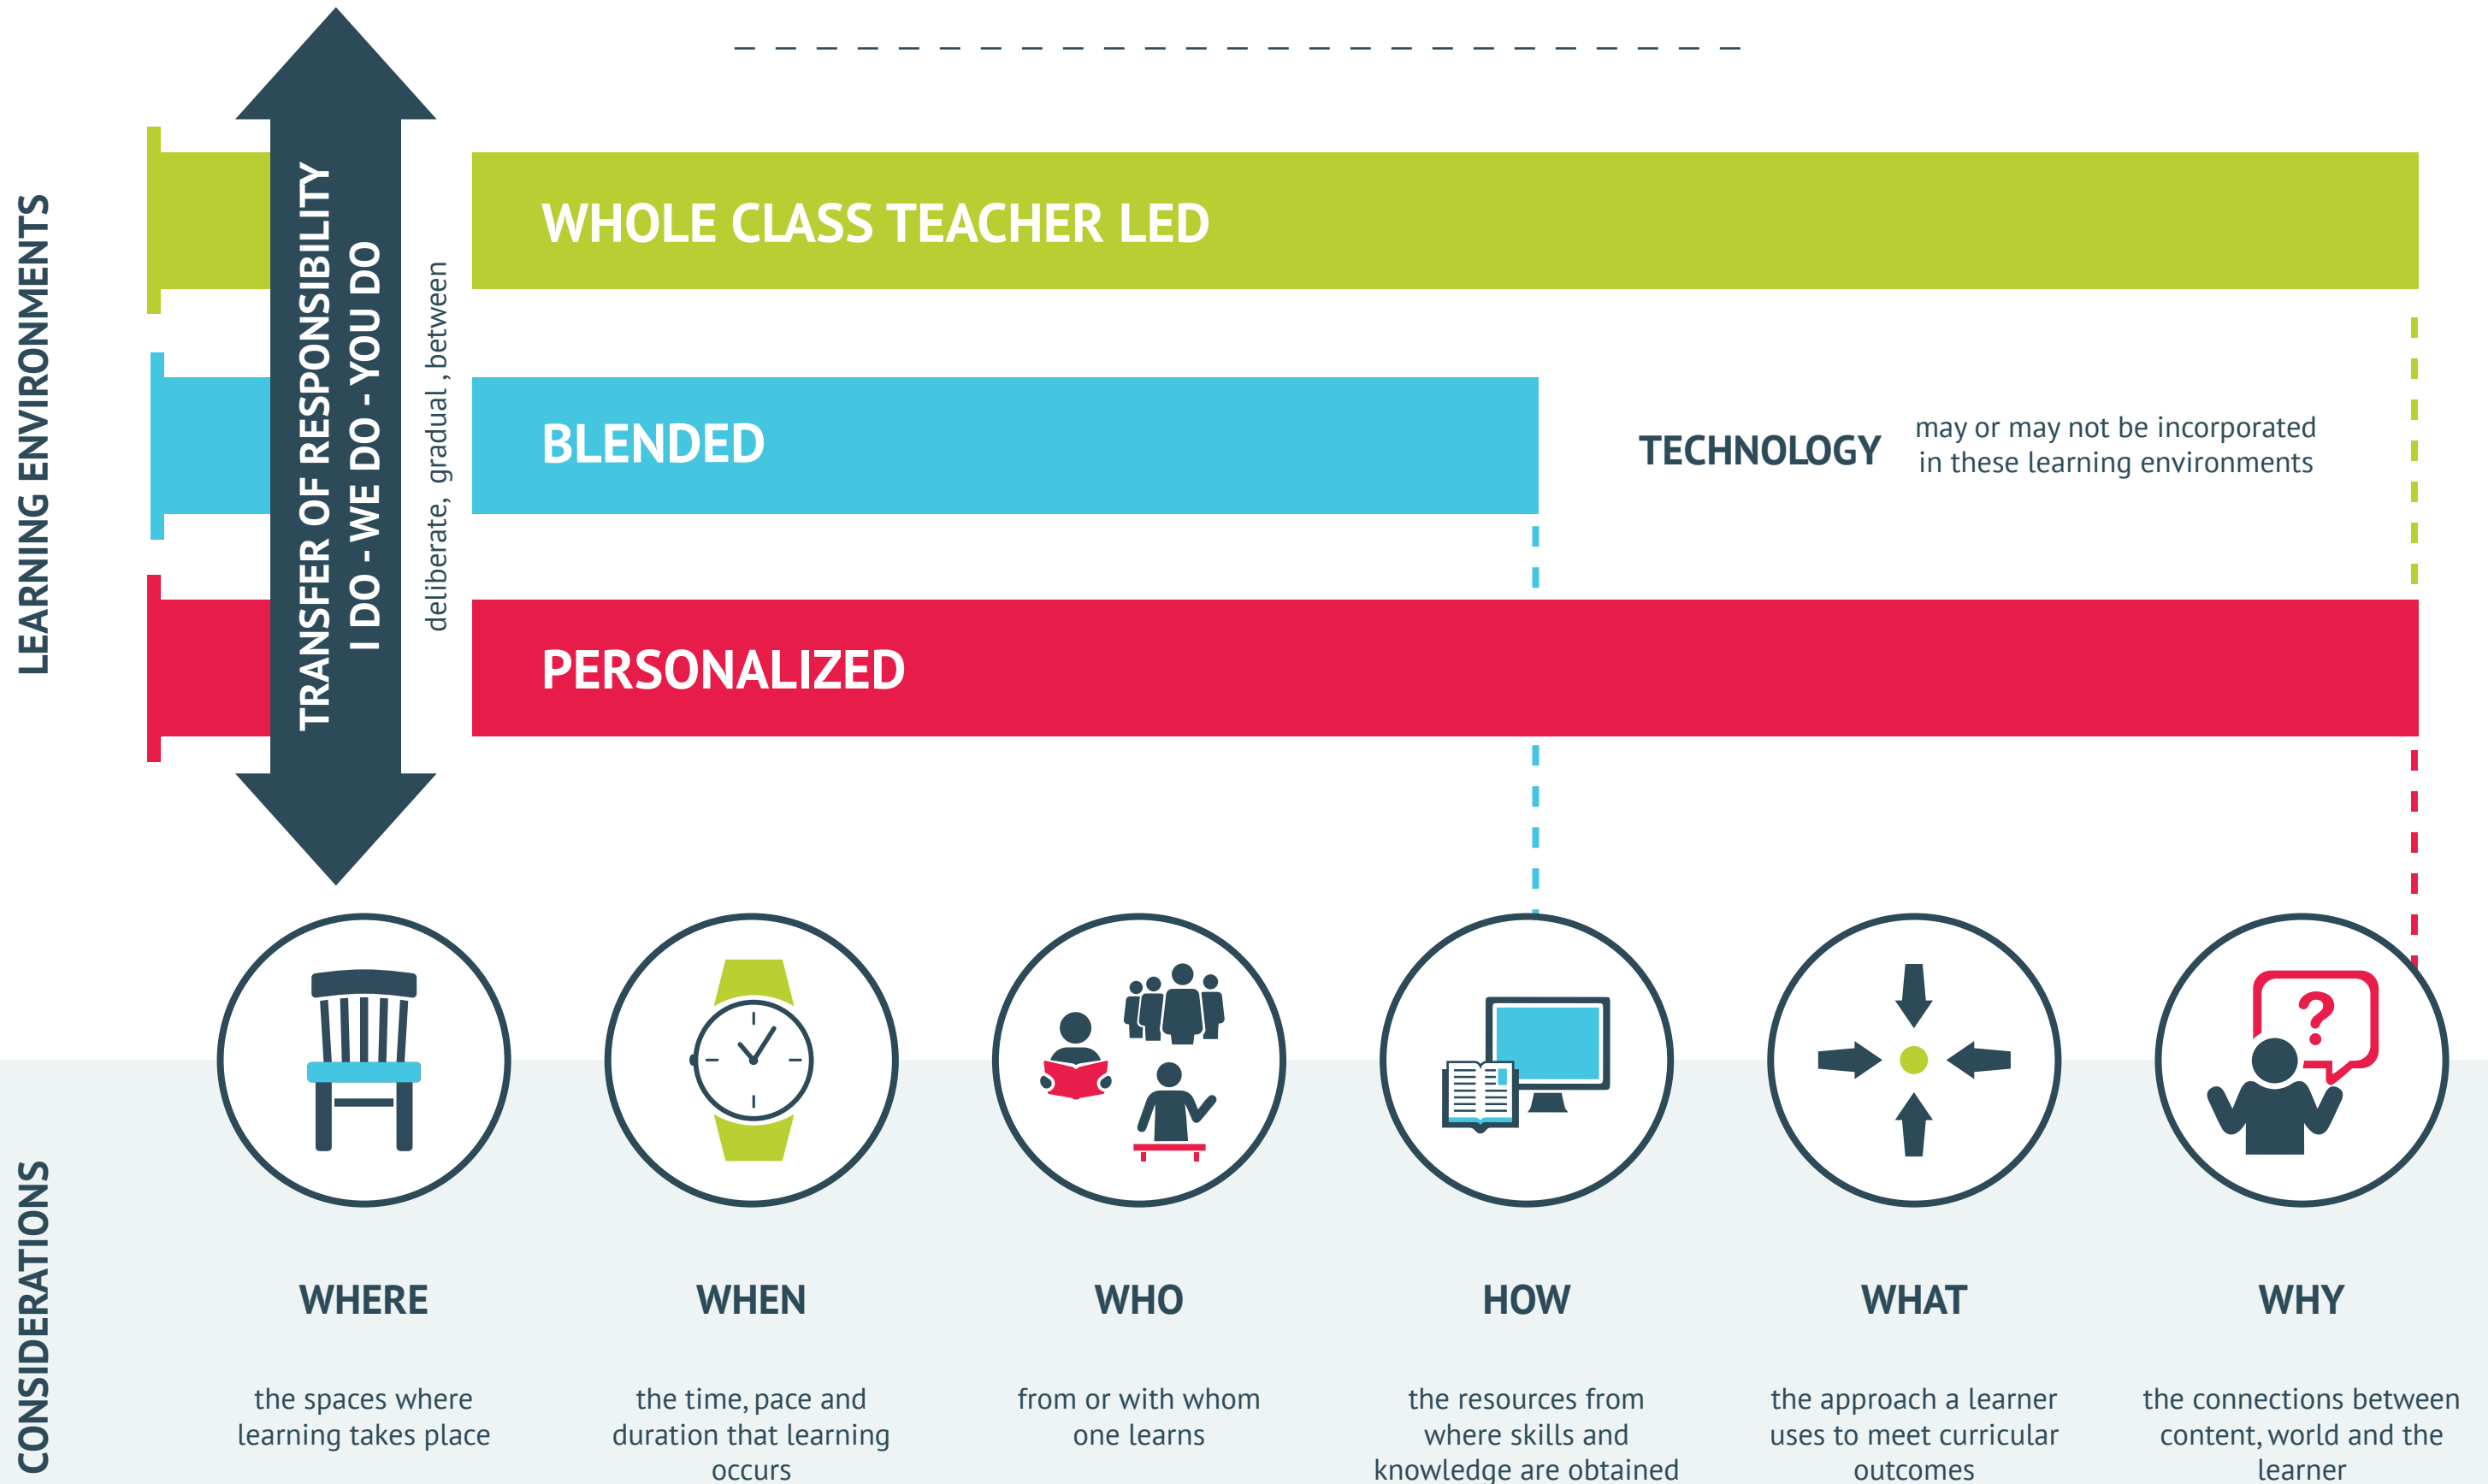 LEARNING ENVIRONMENTS
TRANSFER OF RESPONSIBILITY
I DO - WE DO - YOU DO
deliberate, gradual , between
WHOLE CLASS TEACHER LED
BLENDED
TECHNOLOGY
may or may not be incorporated
in these learning environments
PERSONALIZED
CONSIDERATIONS
WHERE
the spaces where
learning takes place
WHEN
the time, pace and
duration that learning
occurs
WHO
from or with whom
one learns
HOW
the resources from
where skills and
knowledge are obtained
WHAT
the approach a learner
uses to meet curricular
outcomes
?
WHY
the connections between
content, world and the
learner